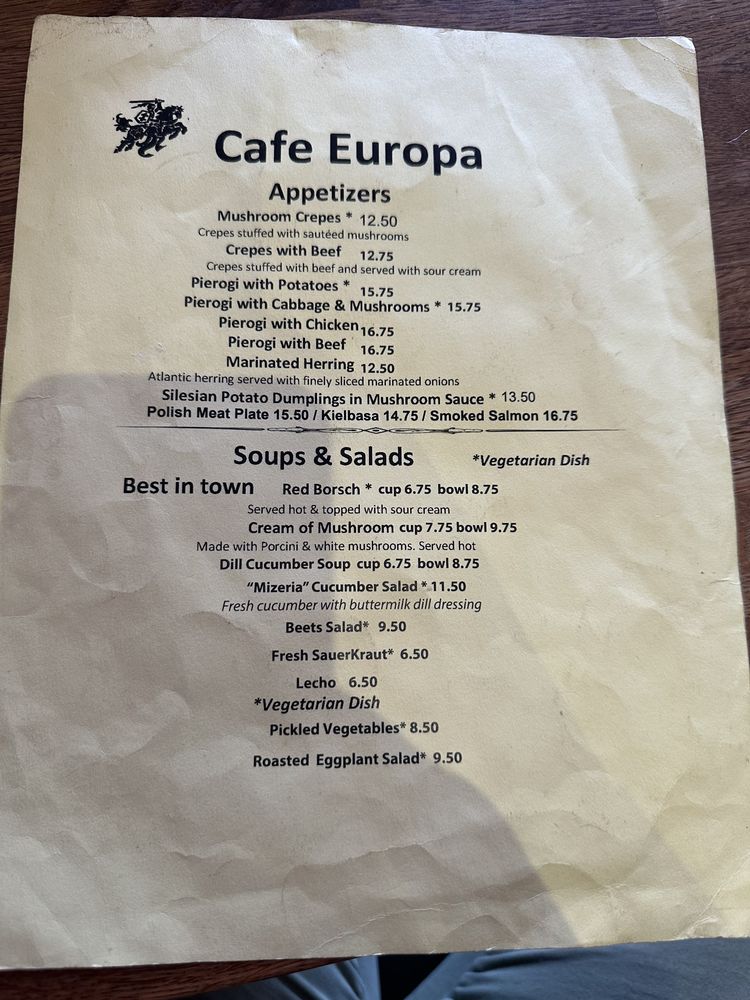 Cafe Europa
Appetizers
Mushroom Crepes * 12.50
Crepes stuffed with sautéed mushrooms
Crepes with Beef 12.75
Crepes stuffed with beef and served with sour cream
Pierogi with Potatoes * 15.75
Pierogi with Cabbage & Mushrooms * 15.75
Pierogi with Chicken 16.75
Pierogi with Beef 16.75
Marinated Herring 12.50
Atlantic herring served with finely sliced marinated onions
Silesian Potato Dumplings in Mushroom Sauce * 13.50
Polish Meat Plate 15.50 / Kielbasa 14.75 / Smoked Salmon 16.75
Soups & Salads *Vegetarian Dish
Best in town Red Borsch * cup 6.75 bowl 8.75
Served hot & topped with sour cream
Cream of Mushroom cup 7.75 bowl 9.75
Made with Porcini & white mushrooms. Served hot
Dill Cucumber Soup cup 6.75 bowl 8.75
“Mizeria” Cucumber Salad * 11.50
Fresh cucumber with buttermilk dill dressing
Beets Salad* 9.50
Fresh SauerKraut* 6.50
Lecho 6.50
*Vegetarian Dish
Pickled Vegetables* 8.50
Roasted Eggplant Salad* 9.50